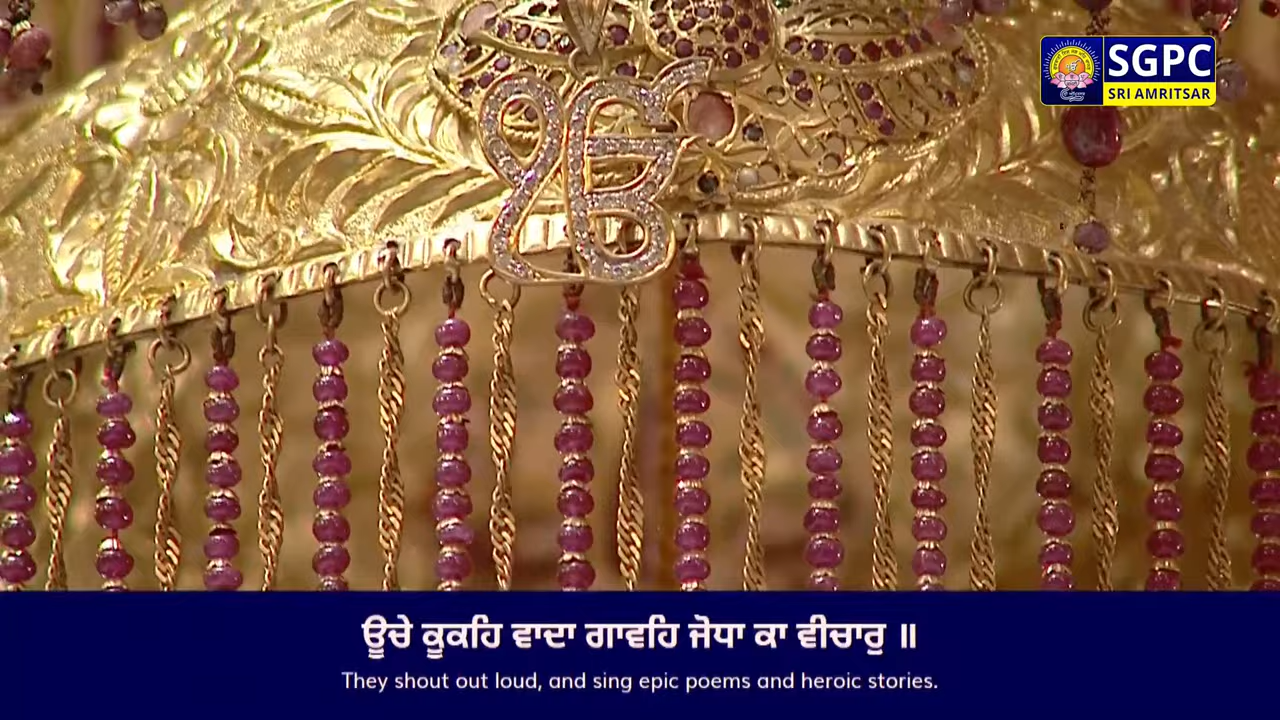 ੴ
SGPC
SRI AMRITSAR
ਊਚੇ ਕੂਕਹਿ ਵਾਦਾ ਗਾਵਹਿ ਜੋਧਾ ਕਾ ਵੀਚਾਰੁ ॥
They shout out loud, and sing epic poems and heroic stories.